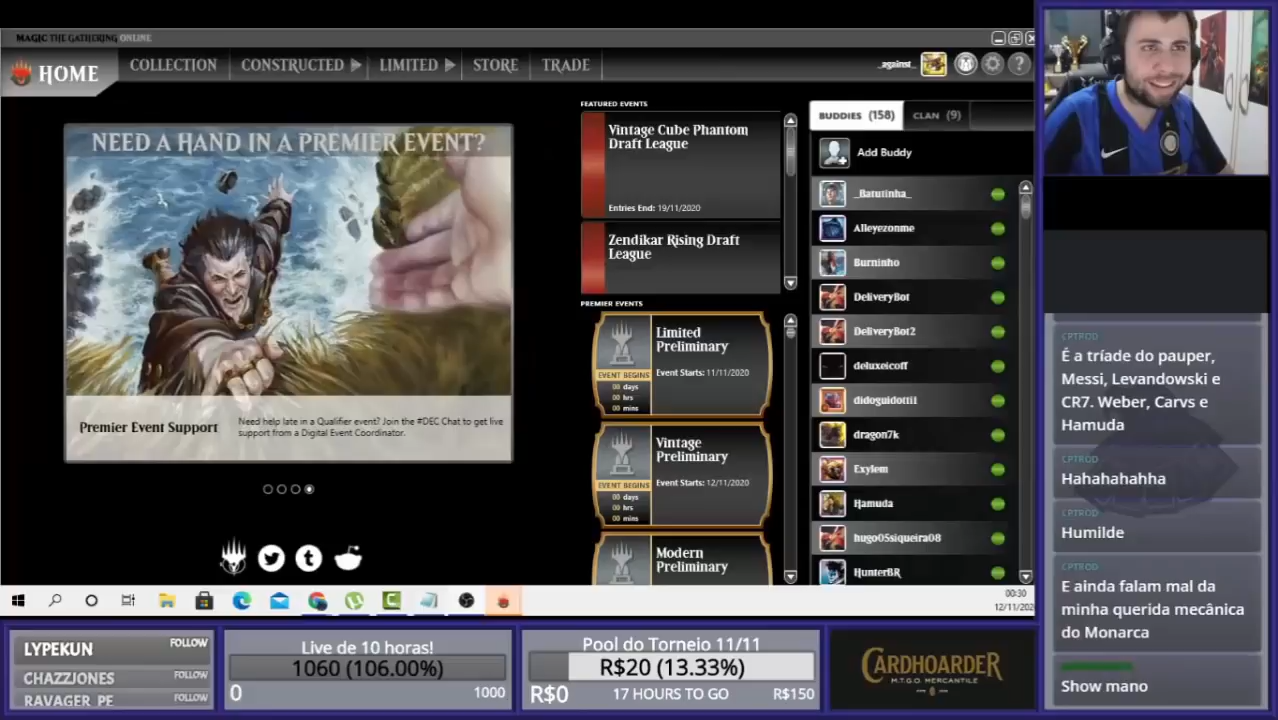 MAGIC THE GATHERING ONLINE
HOME
COLLECTION
CONSTRUCTED
LIMITED
STORE
TRADE
_against_
NEED A HAND IN A PREMIER EVENT?
Premier Event Support
Need help late in a Qualifier event? Join the #DEC Chat to get live
support from a Digital Event Coordinator.
FEATURED EVENTS
Vintage Cube Phantom
Draft League
Entries End: 19/11/2020
Zendikar Rising Draft
League
PREMIER EVENTS
Limited
Preliminary
Event Starts: 11/11/2020
EVENT BEGINS
00 days
00 hrs
00 mins
Vintage
Preliminary
Event Starts: 12/11/2020
EVENT BEGINS
00 days
00 hrs
00 mins
Modern
Preliminary
BUDDIES (158)
CLAN (9)
Add Buddy
_Batutinha_
Alleyezonme
Burninho
DeliveryBot
DeliveryBot2
deluxeicoff
didoguidotti1
dragon7k
Exylem
Hamuda
hugo05siqueira08
HunterBR
00:30
12/11/2020
CPTROD
É a tríade do pauper,
Messi, Levandowski e
CR7. Weber, Carvs e
Hamuda
CPTROD
Hahahahahha
CPTROD
Humilde
CPTROD
E ainda falam mal da
minha querida mecânica
do Monarca
Show mano
LYPEKUN FOLLOW
CHAZZJONES FOLLOW
RAVAGER_PE FOLLOW
Live de 10 horas!
1060 (106.00%)
0 1000
Pool do Torneio 11/11
R$20 (13.33%)
R$0 17 HOURS TO GO R$150
CARDHOARDER
M.T.G.O. MERCANTILE